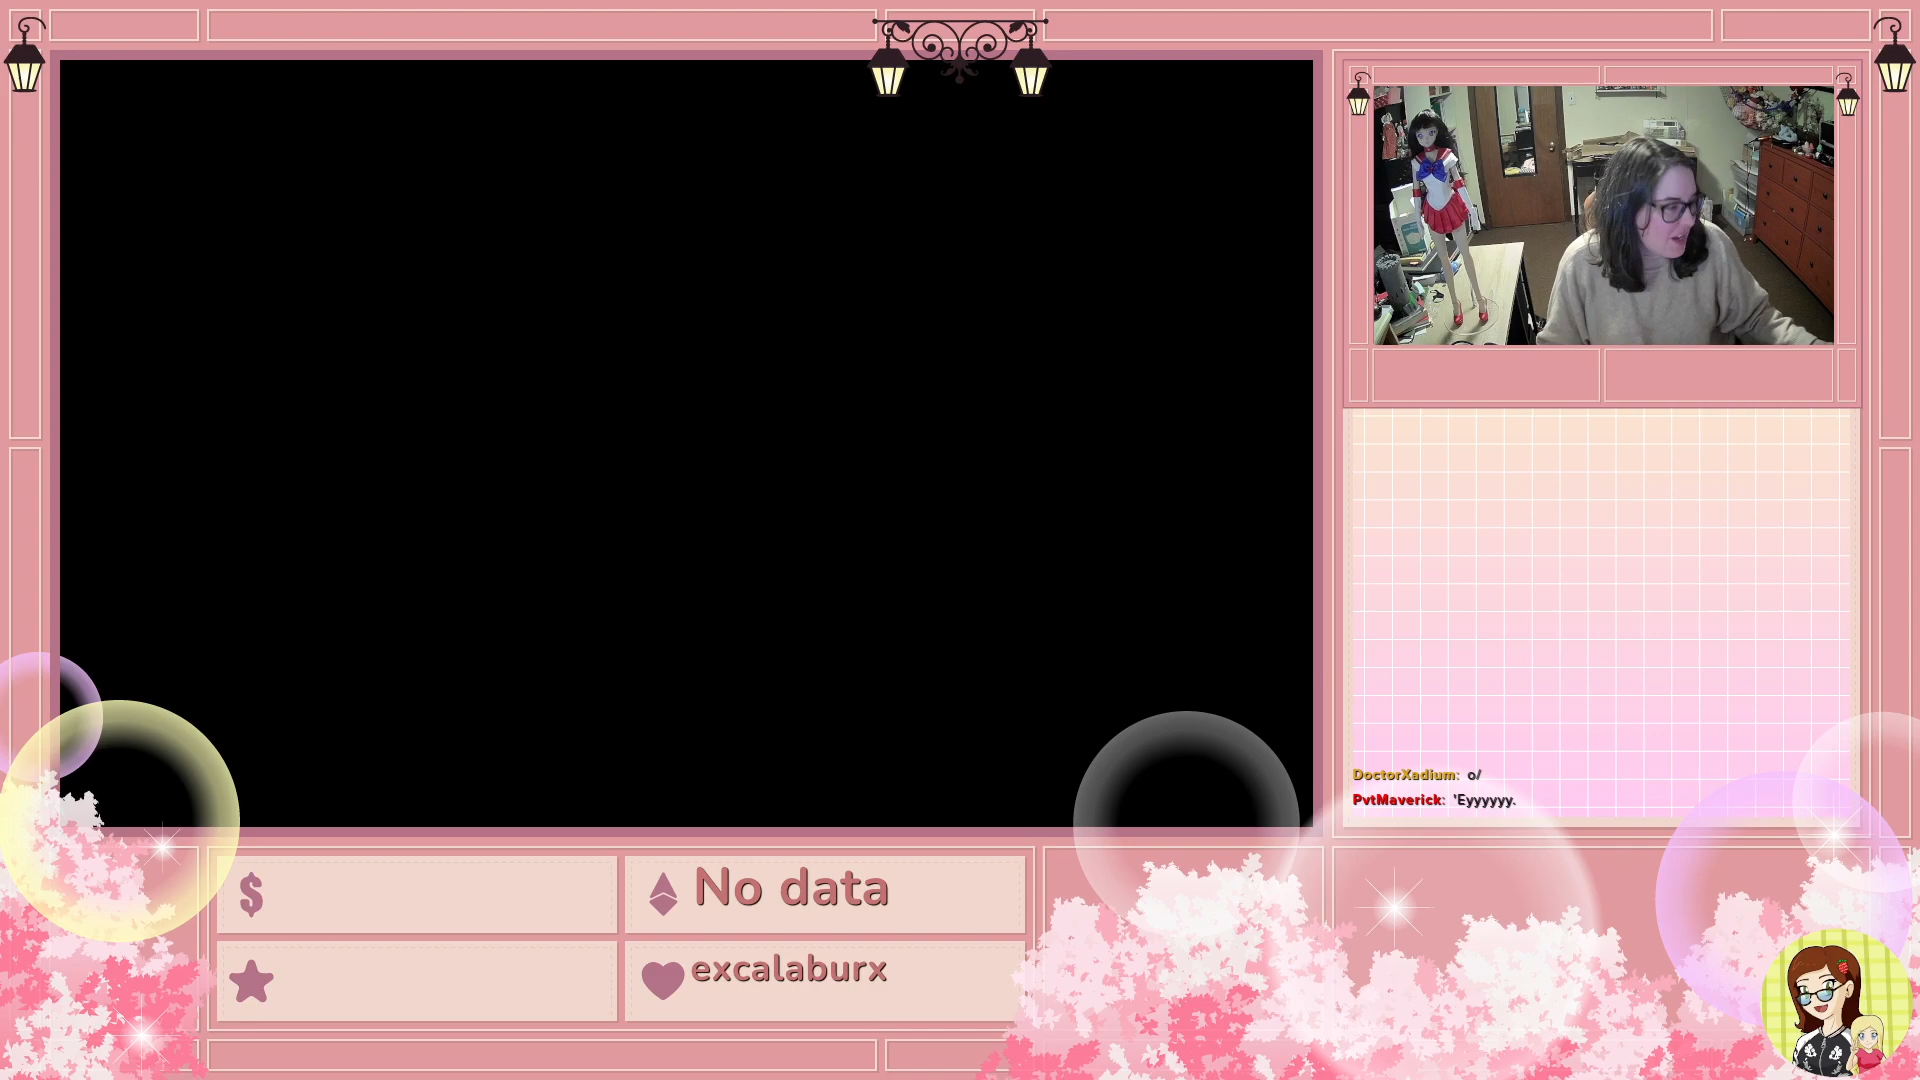 DoctorXadium: o/
PvtMaverick: 'Eyyyyyy.
$
No data
excalaburx